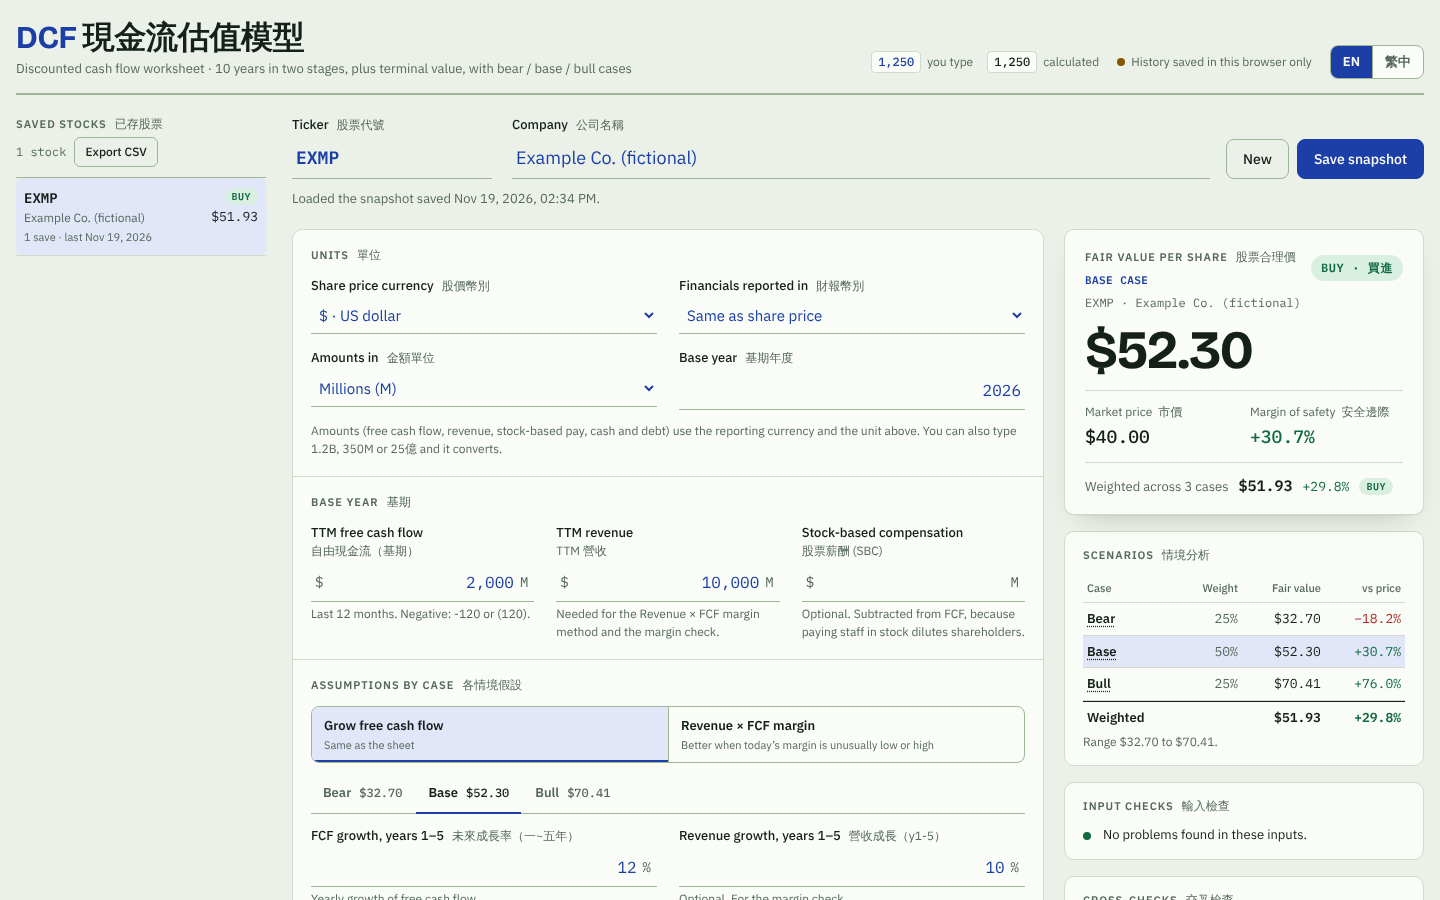 DCF 現金流估值模型
Discounted cash flow worksheet · 10 years in two stages, plus terminal value, with bear / base / bull cases
1,250 you type 1,250 calculated History saved in this browser only EN 繁中
SAVED STOCKS 已存股票
1 stock Export CSV
EXMP BUY
Example Co. (fictional) $51.93
1 save · last Nov 19, 2026
Ticker 股票代號 Company 公司名稱
EXMP Example Co. (fictional) New Save snapshot
Loaded the snapshot saved Nov 19, 2026, 02:34 PM.
UNITS 單位
Share price currency 股價幣別 Financials reported in 財報幣別
$ · US dollar Same as share price
Amounts in 金額單位 Base year 基期年度
Millions (M) 2026
Amounts (free cash flow, revenue, stock-based pay, cash and debt) use the reporting currency and the unit above. You can also type
1.2B, 350M or 25億 and it converts.
BASE YEAR 基期
TTM free cash flow TTM revenue Stock-based compensation
自由現金流（基期） TTM 營收 股票薪酬 (SBC)
$ 2,000 M $ 10,000 M $ M
Last 12 months. Negative: -120 or (120). Needed for the Revenue × FCF margin Optional. Subtracted from FCF, because
method and the margin check. paying staff in stock dilutes shareholders.
ASSUMPTIONS BY CASE 各情境假設
Grow free cash flow Revenue × FCF margin
Same as the sheet Better when today’s margin is unusually low or high
Bear $32.70 Base $52.30 Bull $70.41
FCF growth, years 1–5 未來成長率（一~五年） Revenue growth, years 1–5 營收成長（y1-5）
12 % 10 %
Yearly growth of free cash flow. Optional. For the margin check.
FAIR VALUE PER SHARE 股票合理價 BUY · 買進
BASE CASE
EXMP · Example Co. (fictional)
$52.30
Market price 市價 Margin of safety 安全邊際
$40.00 +30.7%
Weighted across 3 cases $51.93 +29.8% BUY
SCENARIOS 情境分析
Case Weight Fair value vs price
Bear 25% $32.70 −18.2%
Base 50% $52.30 +30.7%
Bull 25% $70.41 +76.0%
Weighted $51.93 +29.8%
Range $32.70 to $70.41.
INPUT CHECKS 輸入檢查
No problems found in these inputs.
CROSS-CHECKS 交叉檢查